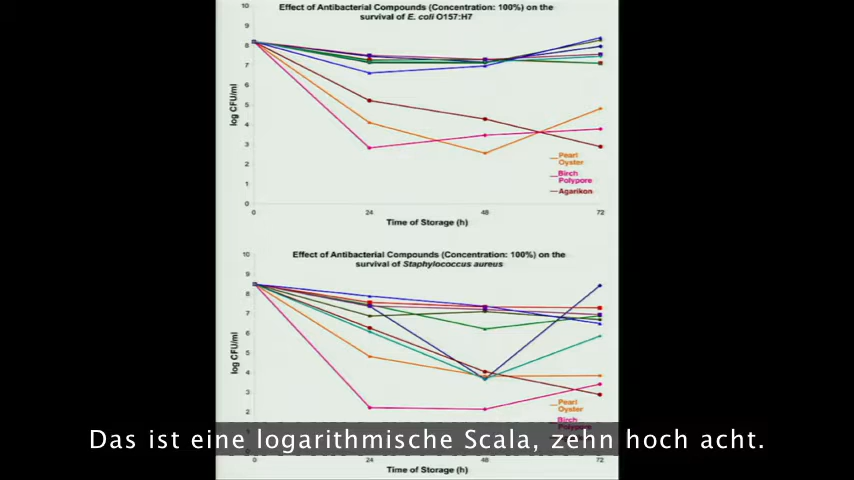 Effect of Antibacterial Compounds (Concentration: 100%) on the
survival of E. coli O157:H7
10
9
8
7
6
5
4
3
2
1
0
log CFU/ml
0
24
48
72
Time of Storage (h)
Pearl
Oyster
Birch
Polypore
Agarikon
Effect of Antibacterial Compounds (Concentration: 100%) on the
survival of Staphylococcus aureus
10
9
8
7
6
5
4
3
2
log CFU/ml
24
48
72
Time of Storage (h)
Pearl
Oyster
Birch
Das ist eine logarithmische Scala, zehn hoch acht.